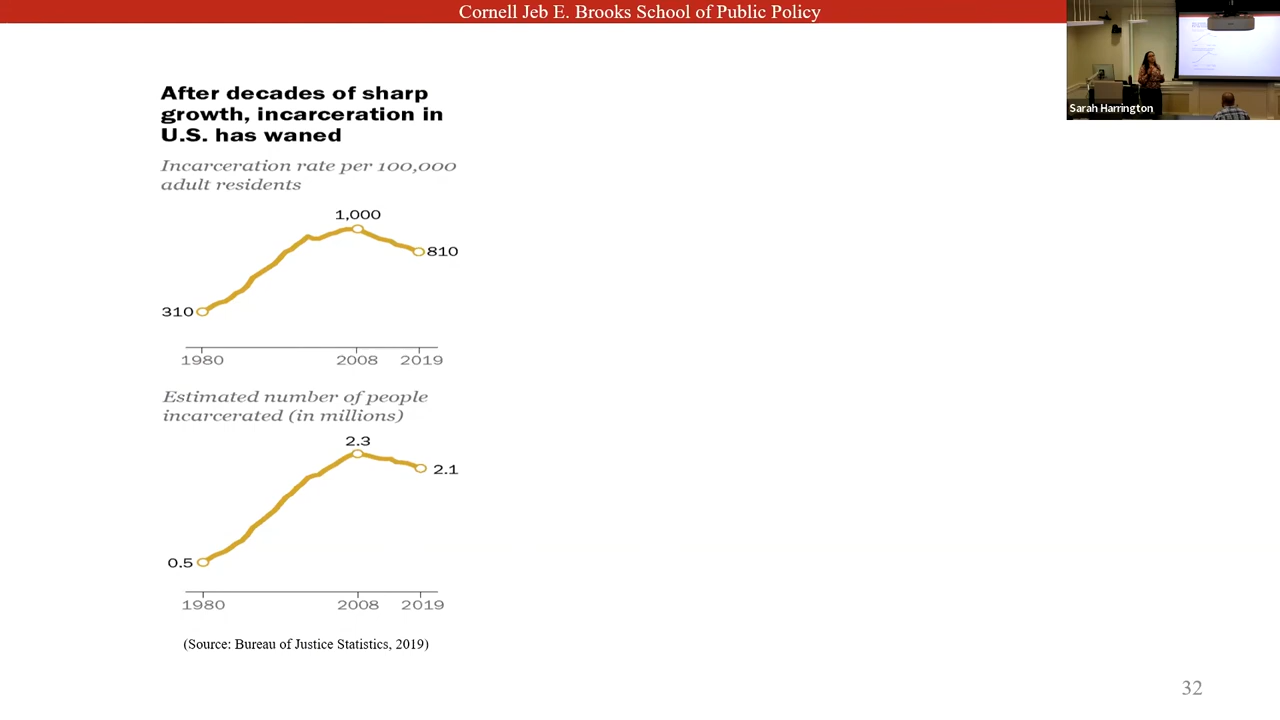 Cornell Jeb E. Brooks School of Public Policy
Sarah Harrington
After decades of sharp
growth, incarceration in
U.S. has waned
Incarceration rate per 100,000
adult residents
1,000
810
310
1980 2008 2019
Estimated number of people
incarcerated (in millions)
2.3
2.1
0.5
1980 2008 2019
(Source: Bureau of Justice Statistics, 2019)
32